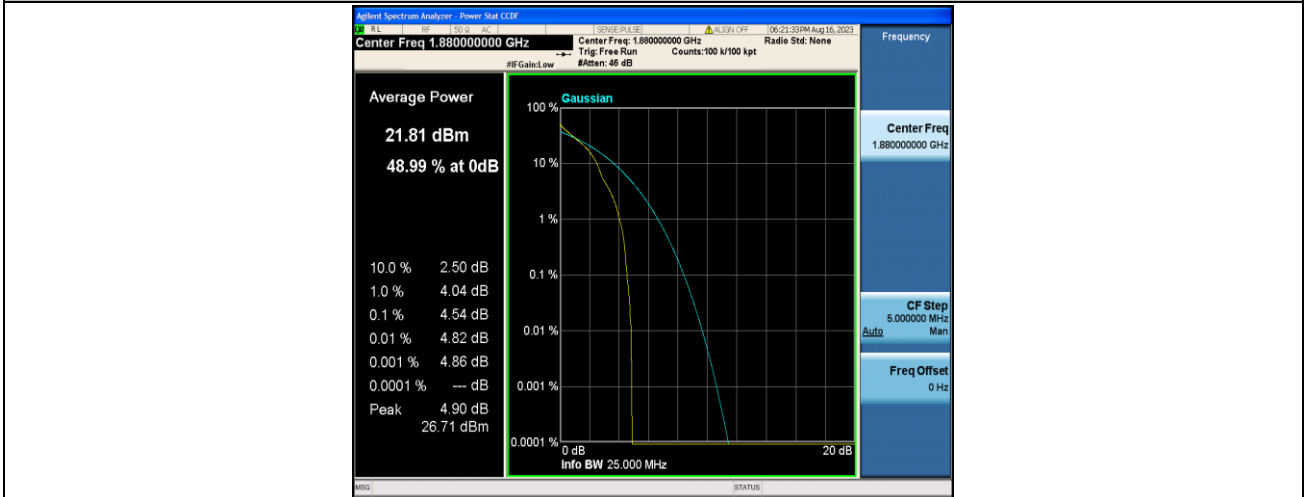 Agilent Spectrum Analyzer - Power Stat CCDF
RL RF 50 Ω AC SENSE:PULSE ALIGN OFF 06:21:33 PM Aug 16, 2023
Center Freq 1.880000000 GHz
Center Freq: 1.880000000 GHz Radio Std: None
Trig: Free Run Counts:100 k/100 kpt
#IFGain:Low #Atten: 46 dB
Frequency
Average Power
21.81 dBm
48.99 % at 0dB
10.0 % 2.50 dB
1.0 % 4.04 dB
0.1 % 4.54 dB
0.01 % 4.82 dB
0.001 % 4.86 dB
0.0001 % --- dB
Peak 4.90 dB
26.71 dBm
Gaussian
100 %
10 %
1 %
0.1 %
0.01 %
0.001 %
0.0001 %
0 dB 20 dB
Info BW 25.000 MHz
Center Freq
1.880000000 GHz
CF Step
5.000000 MHz
Auto Man
Freq Offset
0 Hz
MSG STATUS